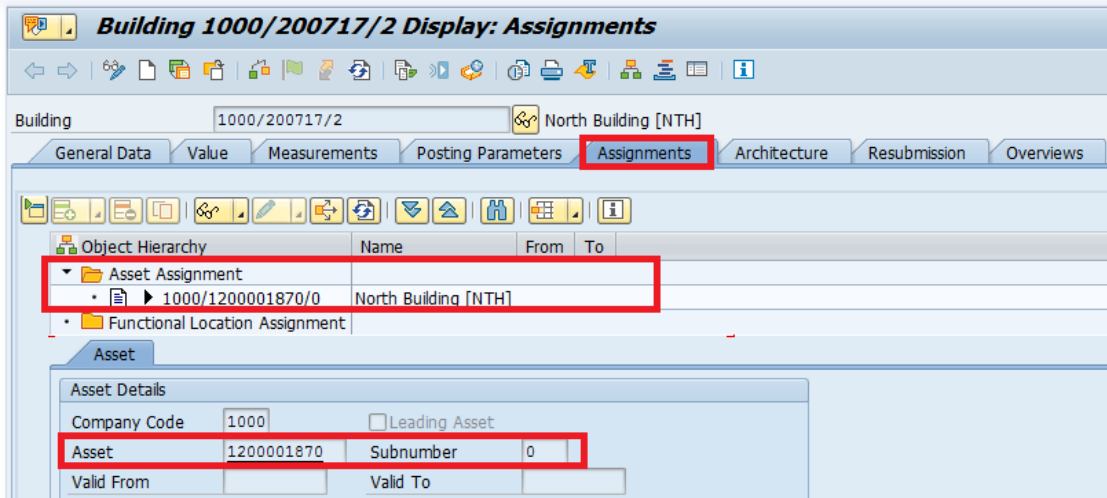 Building 1000/200717/2 Display: Assignments
Building 1000/200717/2 North Building [NTH]
General Data Value Measurements Posting Parameters Assignments Architecture Resubmission Overviews
Object Hierarchy Name From To
Asset Assignment
1000/1200001870/0 North Building [NTH]
Functional Location Assignment
Asset
Asset Details
Company Code 1000 Leading Asset
Asset 1200001870 Subnumber 0
Valid From Valid To